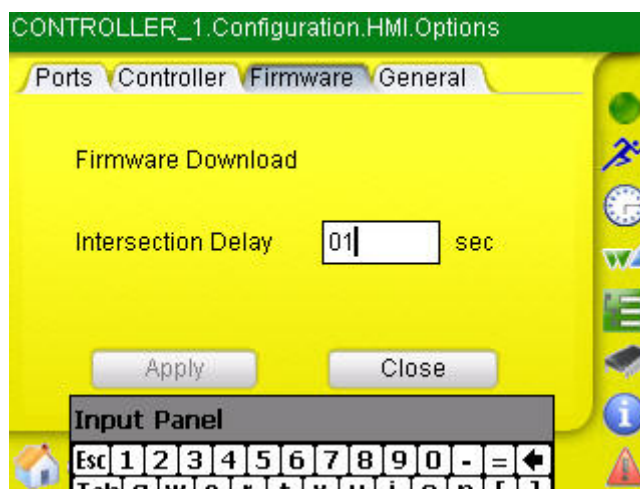 CONTROLLER_1.Configuration.HMI.Options
Ports Controller Firmware General
Firmware Download
Intersection Delay 01 sec
Apply Close
Input Panel
Esc 1 2 3 4 5 6 7 8 9 0 - =
Tab q w e r t y u i o p [ ]